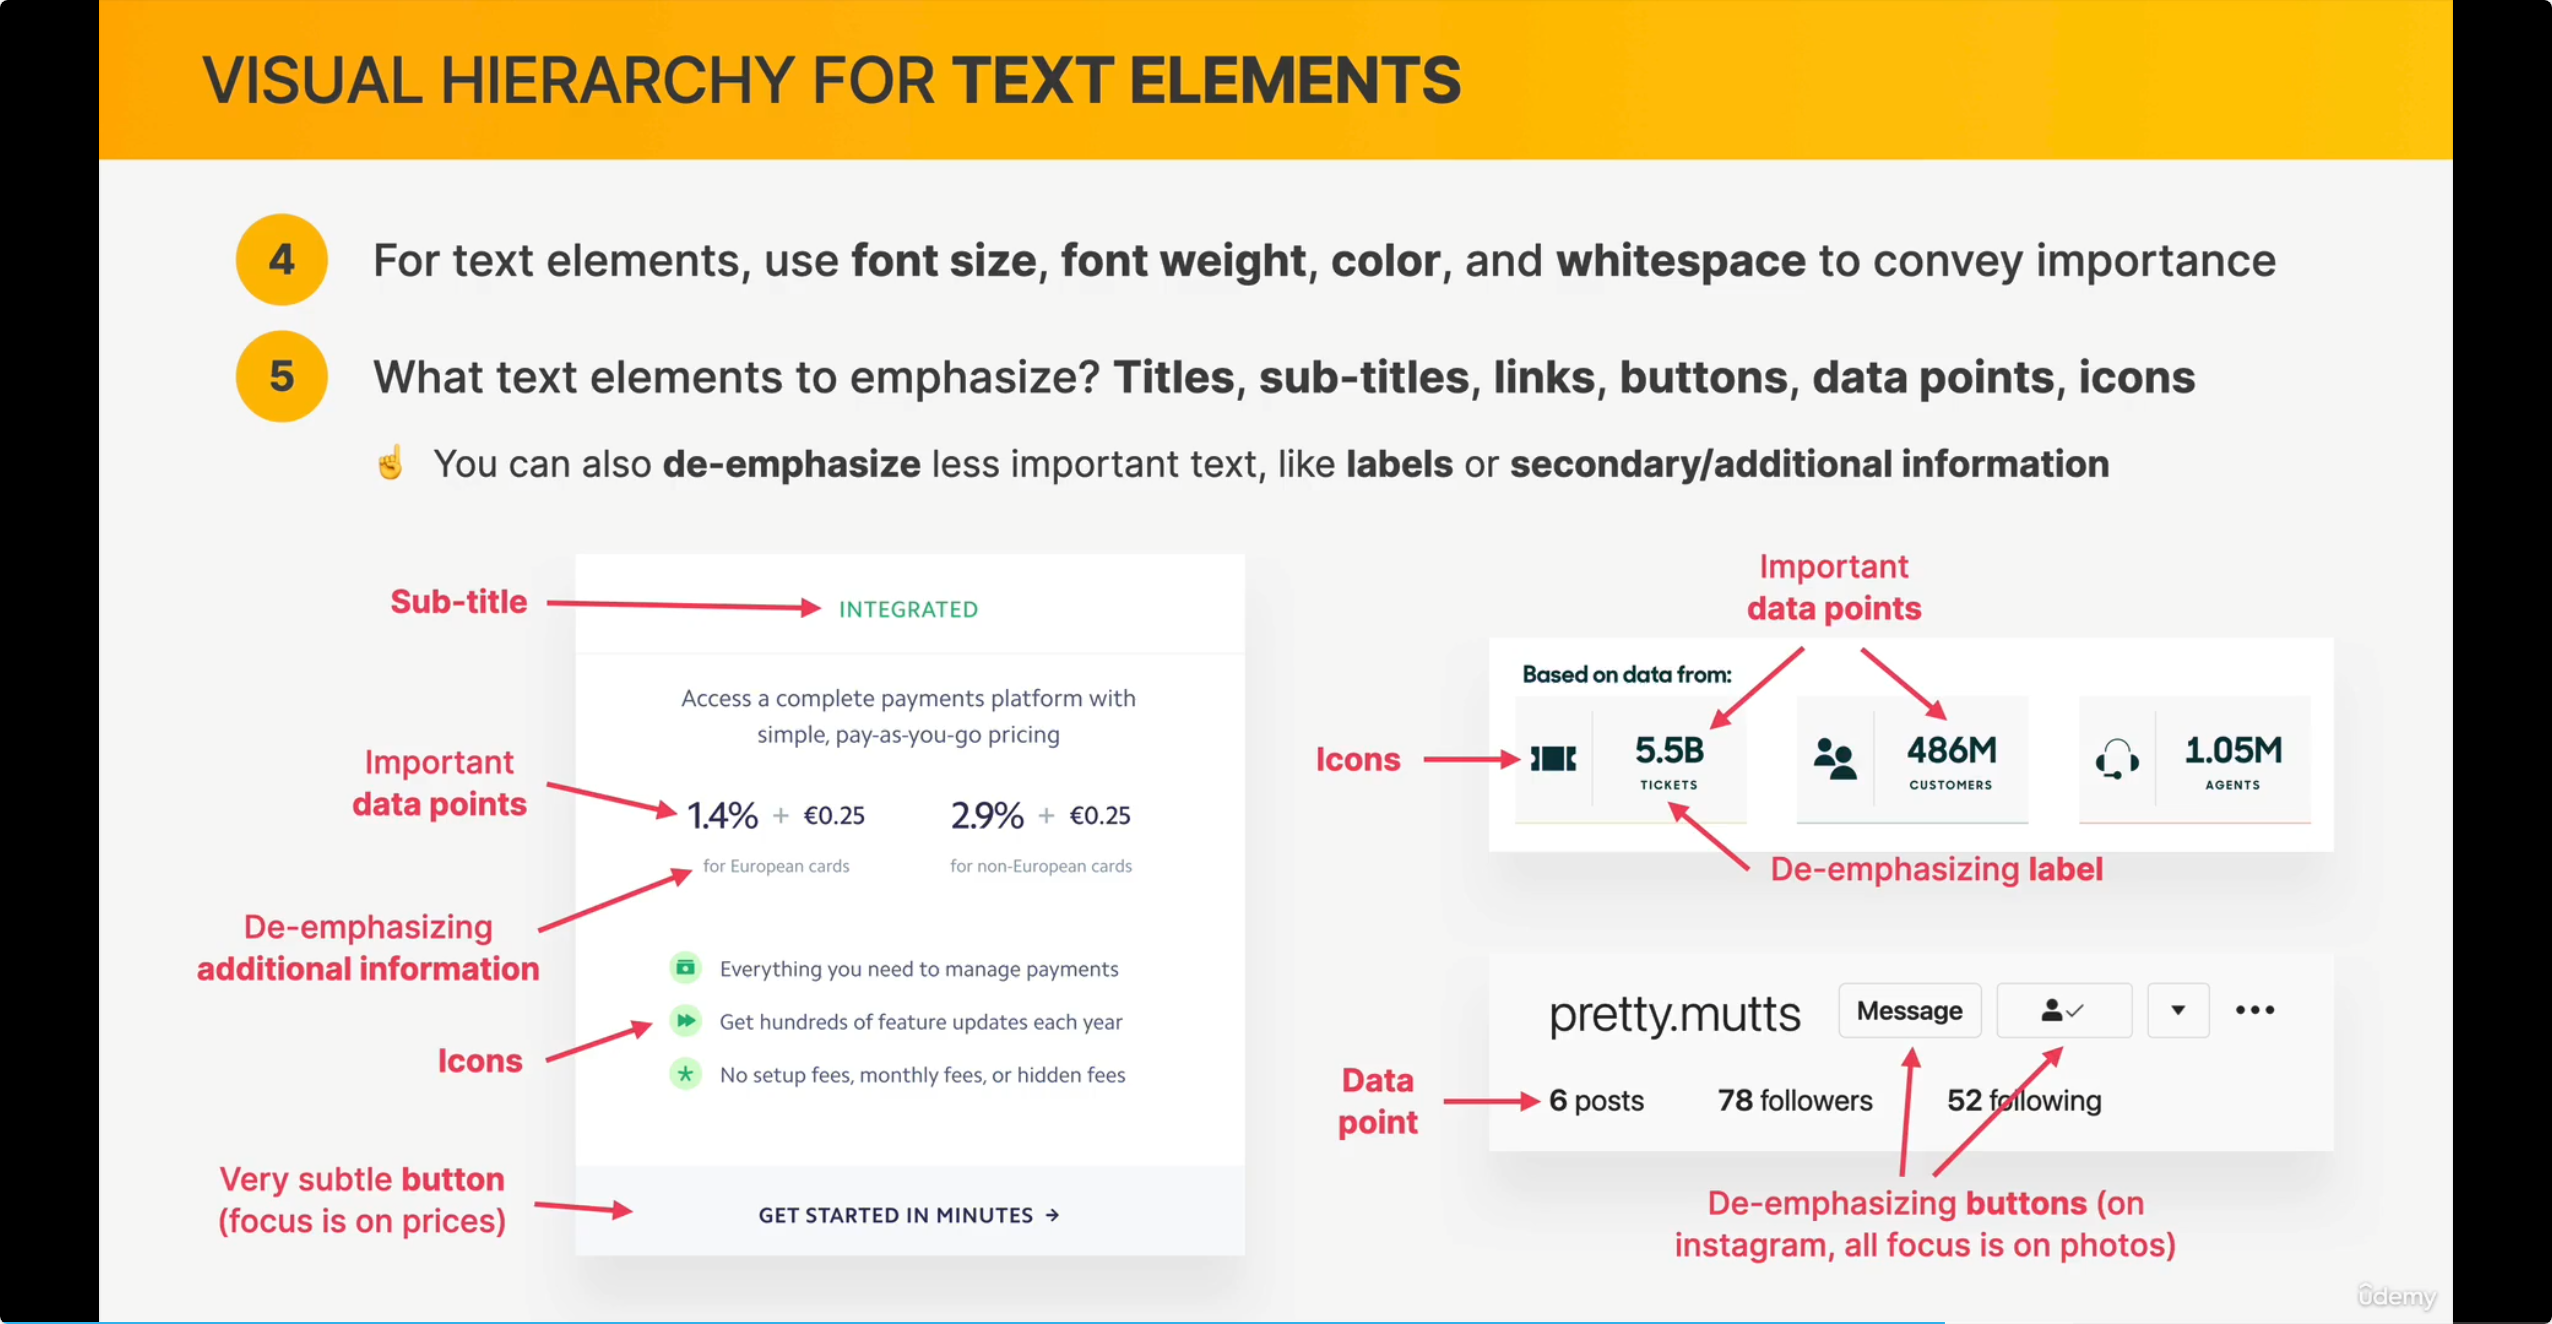 VISUAL HIERARCHY FOR TEXT ELEMENTS
4
For text elements, use font size, font weight, color, and whitespace to convey importance
5
What text elements to emphasize? Titles, sub-titles, links, buttons, data points, icons
☝ You can also de-emphasize less important text, like labels or secondary/additional information
Sub-title
INTEGRATED
Access a complete payments platform with
simple, pay-as-you-go pricing
Important
data points
1.4% + €0.25
2.9% + €0.25
for European cards
for non-European cards
De-emphasizing
additional information
Everything you need to manage payments
Get hundreds of feature updates each year
No setup fees, monthly fees, or hidden fees
Icons
Very subtle button
(focus is on prices)
GET STARTED IN MINUTES →
Important
data points
Based on data from:
Icons
5.5B
TICKETS
486M
CUSTOMERS
1.05M
AGENTS
De-emphasizing label
pretty.mutts
Message
Data
point
6 posts
78 followers
52 following
De-emphasizing buttons (on
instagram, all focus is on photos)
ûdemy